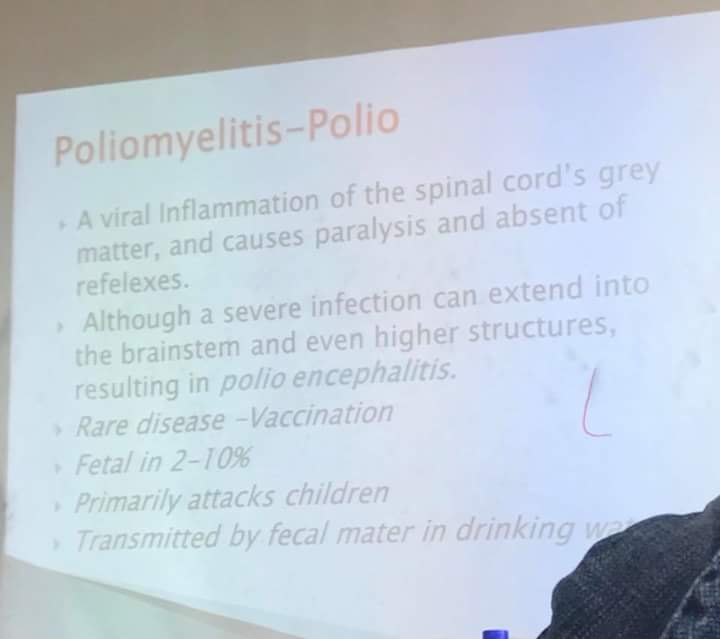 Poliomyelitis-Polio
A viral Inflammation of the spinal cord's grey
matter, and causes paralysis and absent of
refelexes.
Although a severe infection can extend into
the brainstem and even higher structures,
resulting in polio encephalitis.
Rare disease -Vaccination
Fetal in 2-10%
Primarily attacks children
Transmitted by fecal mater in drinking